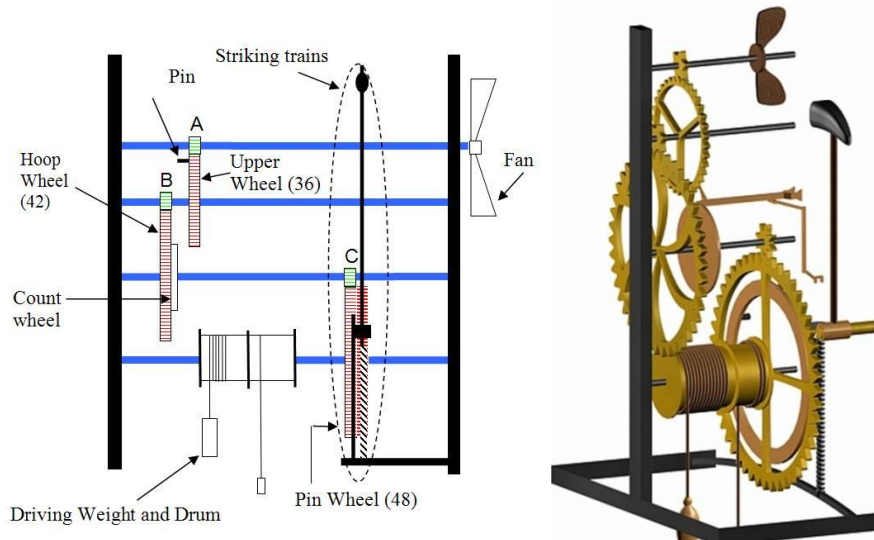 Striking trains
Pin
A
Hoop
Wheel
(42)
B
Upper
Wheel (36)
Fan
C
Count
wheel
Pin Wheel (48)
Driving Weight and Drum